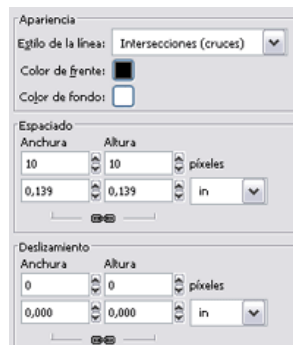 Apariencia
Estilo de la línea: Intersecciones (cruces)
Color de frente:
Color de fondo:
Espaciado
Anchura Altura
10 10 píxeles
0,139 0,139 in
Deslizamiento
Anchura Altura
0 0 píxeles
0,000 0,000 in